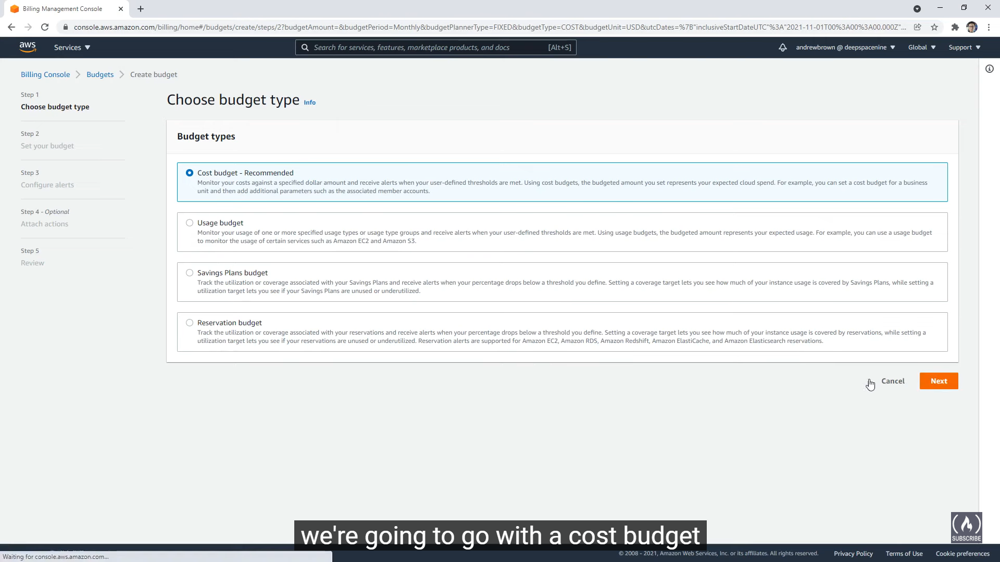 Billing Management Console
console.aws.amazon.com/billing/home#/budgets/create/steps/2?budgetAmount=&budgetPeriod=Monthly&budgetPlannerType=FIXED&budgetType=COST&budgetUnit=USD&utcDates=%7B"inclusiveStartDateUTC"%3A"2021-11-01T00%3A00%3A00.000Z"...
aws
Services
Search for services, features, marketplace products, and docs
[Alt+S]
andrewbrown @ deepspacenine
Global
Support
Billing Console
Budgets
Create budget
Step 1
Choose budget type
Step 2
Set your budget
Step 3
Configure alerts
Step 4 - Optional
Attach actions
Step 5
Review
Choose budget type Info
Budget types
Cost budget - Recommended
Monitor your costs against a specified dollar amount and receive alerts when your user-defined thresholds are met. Using cost budgets, the budgeted amount you set represents your expected cloud spend. For example, you can set a cost budget for a business
unit and then add additional parameters such as the associated member accounts.
Usage budget
Monitor your usage of one or more specified usage types or usage type groups and receive alerts when your user-defined thresholds are met. Using usage budgets, the budgeted amount represents your expected usage. For example, you can use a usage budget
to monitor the usage of certain services such as Amazon EC2 and Amazon S3.
Savings Plans budget
Track the utilization or coverage associated with your Savings Plans and receive alerts when your percentage drops below a threshold you define. Setting a coverage target lets you see how much of your instance usage is covered by Savings Plans, while setting a
utilization target lets you see if your Savings Plans are unused or underutilized.
Reservation budget
Track the utilization or coverage associated with your reservations and receive alerts when your percentage drops below a threshold you define. Setting a coverage target lets you see how much of your instance usage is covered by reservations, while setting a
utilization target lets you see if your reservations are unused or underutilized. Reservation alerts are supported for Amazon EC2, Amazon RDS, Amazon Redshift, Amazon ElastiCache, and Amazon Elasticsearch reservations.
Cancel
Next
we're going to go with a cost budget
SUBSCRIBE
Waiting for console.aws.amazon.com...
© 2008 - 2021, Amazon Web Services, Inc. or its affiliates. All rights reserved.
Privacy Policy
Terms of Use
Cookie preferences